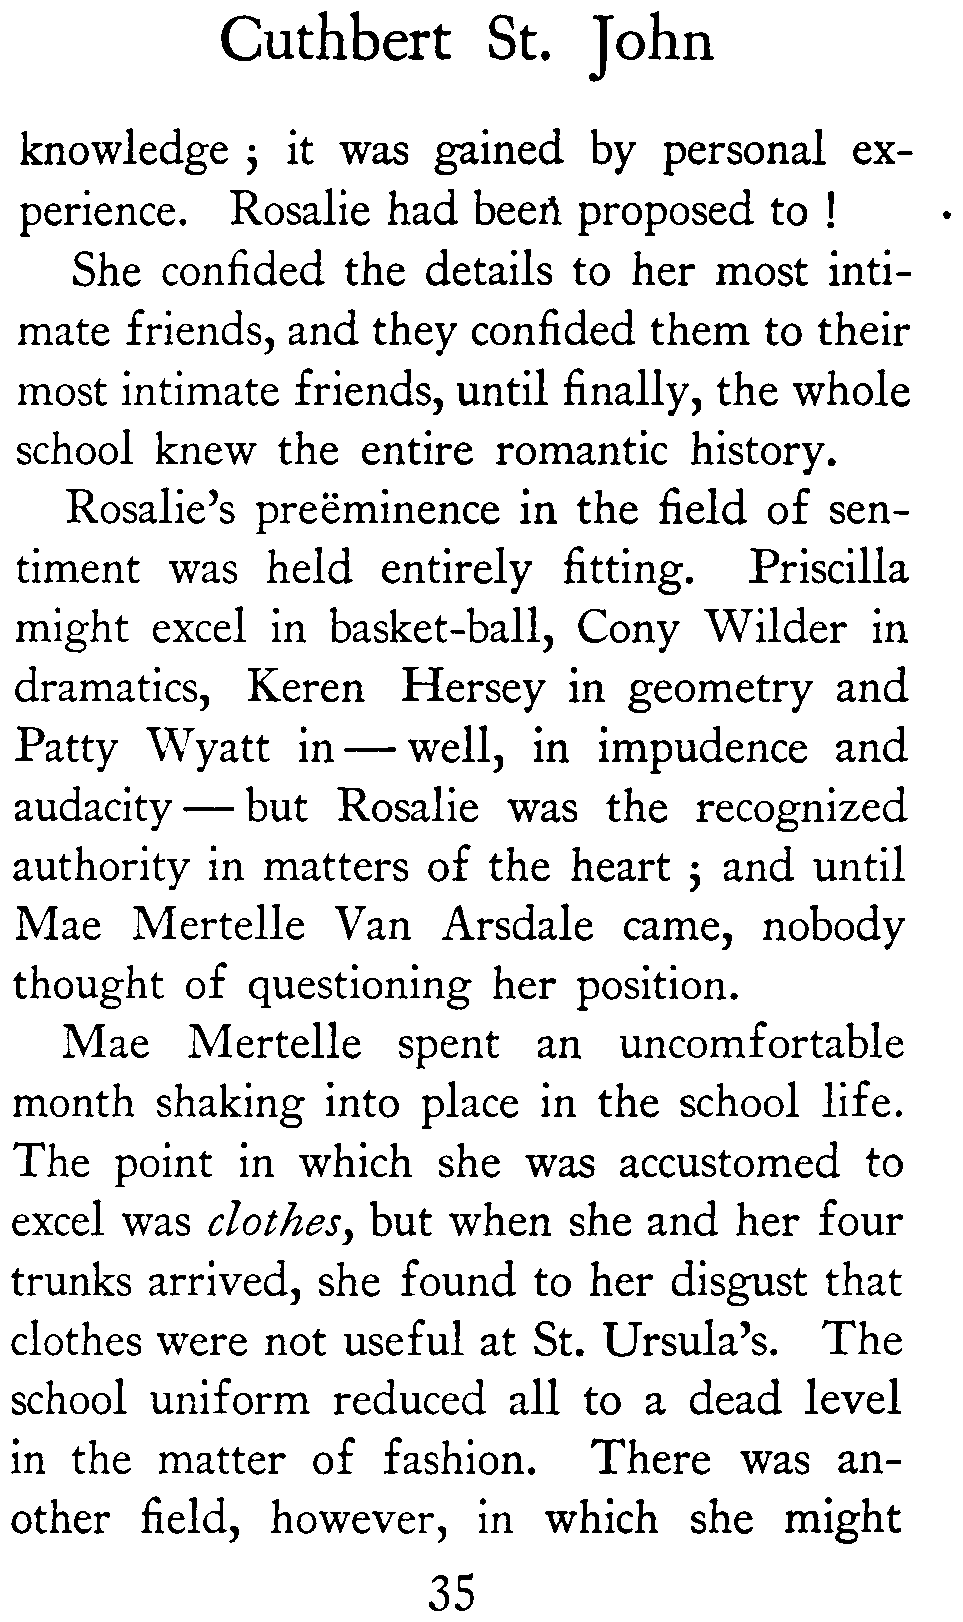 Cuthbert St. John
knowledge ; it was gained by personal ex-
perience. Rosalie had been proposed to !
She confided the details to her most inti-
mate friends, and they confided them to their
most intimate friends, until finally, the whole
school knew the entire romantic history.
Rosalie's preëminence in the field of sen-
timent was held entirely fitting. Priscilla
might excel in basket-ball, Cony Wilder in
dramatics, Keren Hersey in geometry and
Patty Wyatt in — well, in impudence and
audacity — but Rosalie was the recognized
authority in matters of the heart ; and until
Mae Mertelle Van Arsdale came, nobody
thought of questioning her position.
Mae Mertelle spent an uncomfortable
month shaking into place in the school life.
The point in which she was accustomed to
excel was clothes, but when she and her four
trunks arrived, she found to her disgust that
clothes were not useful at St. Ursula's. The
school uniform reduced all to a dead level
in the matter of fashion. There was an-
other field, however, in which she might
35